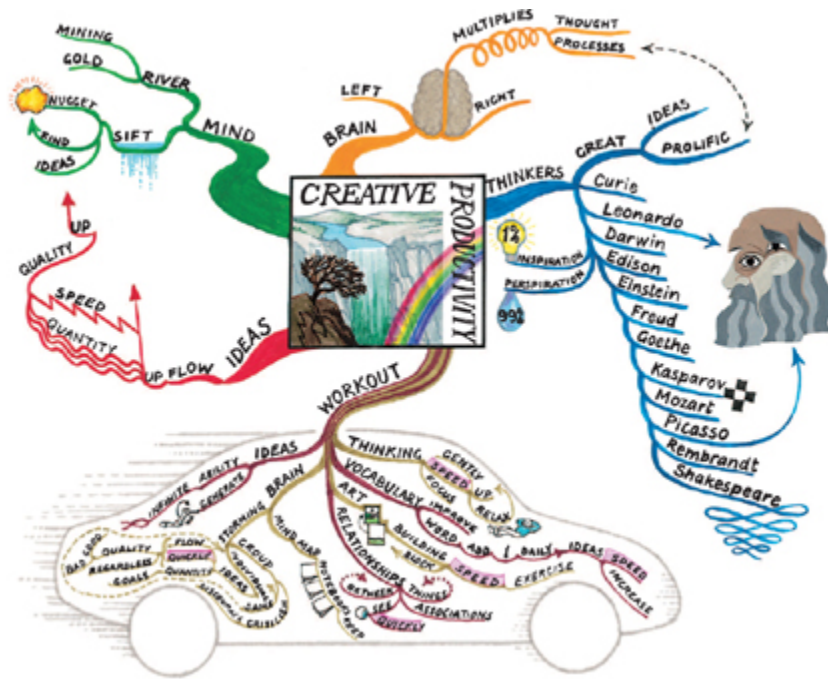 CREATIVE
PRODUCTIVITY
MIND
RIVER
MINING
GOLD
SIFT
NUGGET
FIND
IDEAS
BRAIN
LEFT
RIGHT
MULTIPLIES
THOUGHT
PROCESSES
THINKERS
GREAT
IDEAS
PROLIFIC
Curie
Leonardo
Darwin
Edison
Einstein
Freud
Goethe
Kasparov
Mozart
Picasso
Rembrandt
Shakespeare
1%
INSPIRATION
PERSPIRATION
99%
IDEAS
UP FLOW
QUANTITY
SPEED
QUALITY
UP
WORKOUT
IDEAS
ABILITY
INFINITE
GENERATE
BRAIN
STORMING
FLOW
QUICKLY
QUANTITY
IDEAS
GOOD
BAD
QUALITY
REGARDLESS
GOALS
GROUP
INDIVIDUAL
CRITICISM
MIND MAP
NOTEBOOK
THINKING
GENTLY
SPEED UP
FOCUS
RELAX
VOCABULARY
IMPROVE
WORD ADD 1 DAILY
IDEAS
SPEED
INCREASE
ART
BUILDING
BLOCK
SPEED
EXERCISE
RELATIONSHIPS
THINGS
BETWEEN
SEE
QUICKLY
ASSOCIATIONS